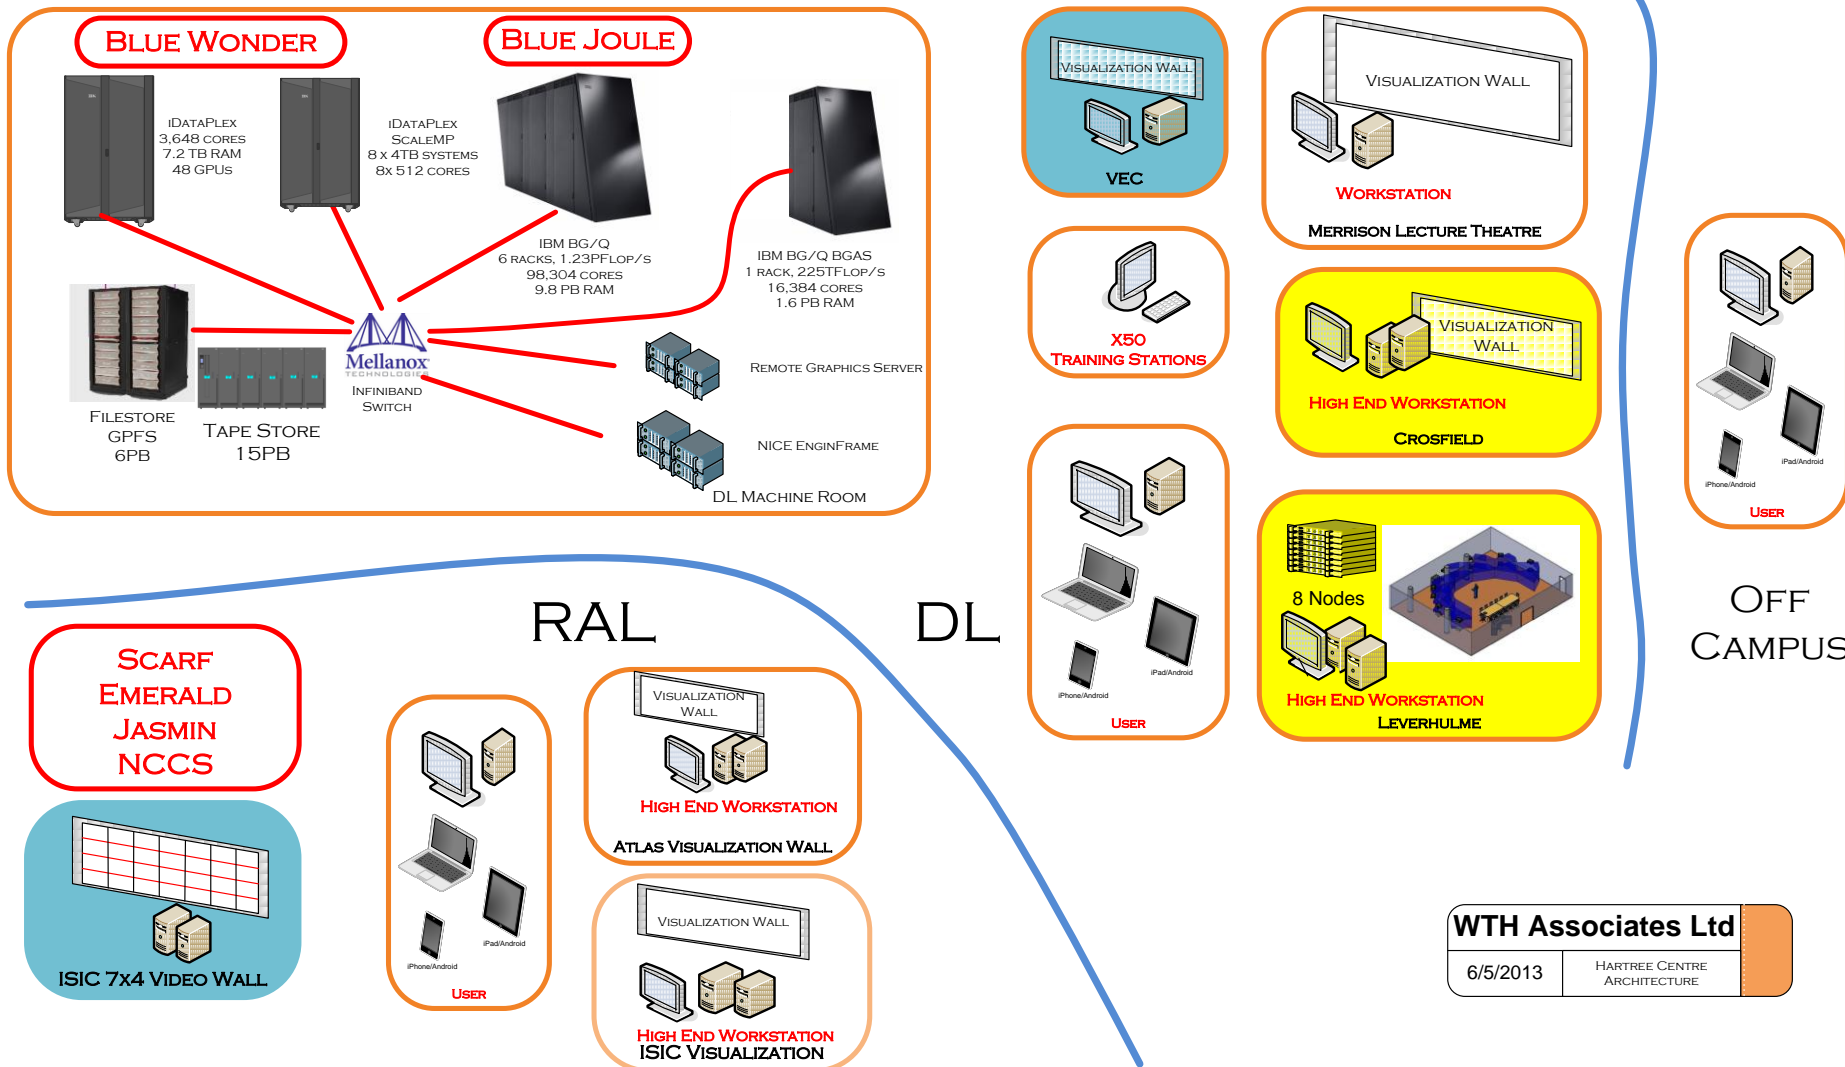 Blue Wonder
Blue Joule
iDataPlex
3,648 cores
7.2 TB RAM
48 GPUs
iDataPlex
ScaleMP
8 x 4TB systems
8x 512 cores
IBM BG/Q
6 racks, 1.23PFlop/s
98,304 cores
9.8 PB RAM
IBM BG/Q BGAS
1 rack, 225TFlop/s
16,384 cores
1.6 PB RAM
Filestore
GPFS
6PB
Tape Store
15PB
Mellanox
TECHNOLOGIES
Infiniband
Switch
Remote Graphics Server
NICE EnginFrame
DL Machine Room
Visualization Wall
VEC
Visualization Wall
Workstation
Merrison Lecture Theatre
x50
Training Stations
Visualization
Wall
High End Workstation
Crosfield
iPad/Android
iPhone/Android
User
8 Nodes
High End Workstation
Leverhulme
iPad/Android
iPhone/Android
User
Off
Campus
RAL
DL
Scarf
Emerald
Jasmin
NCCS
ISIC 7x4 Video Wall
iPad/Android
iPhone/Android
User
Visualization
Wall
High End Workstation
Atlas Visualization Wall
Visualization Wall
High End Workstation
ISIC Visualization
WTH Associates Ltd
6/5/2013
Hartree Centre
Architecture